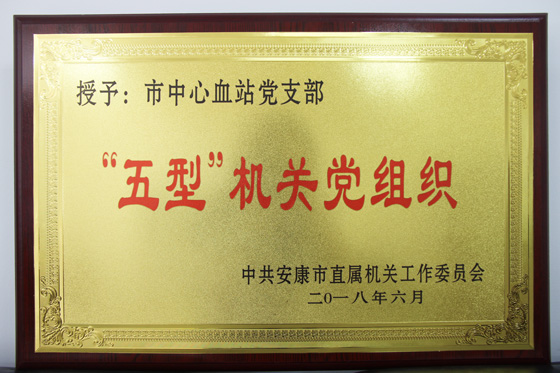 授予：市中心血站党支部
“五型”机关党组织
中共安康市直属机关工作委员会
二〇一八年六月